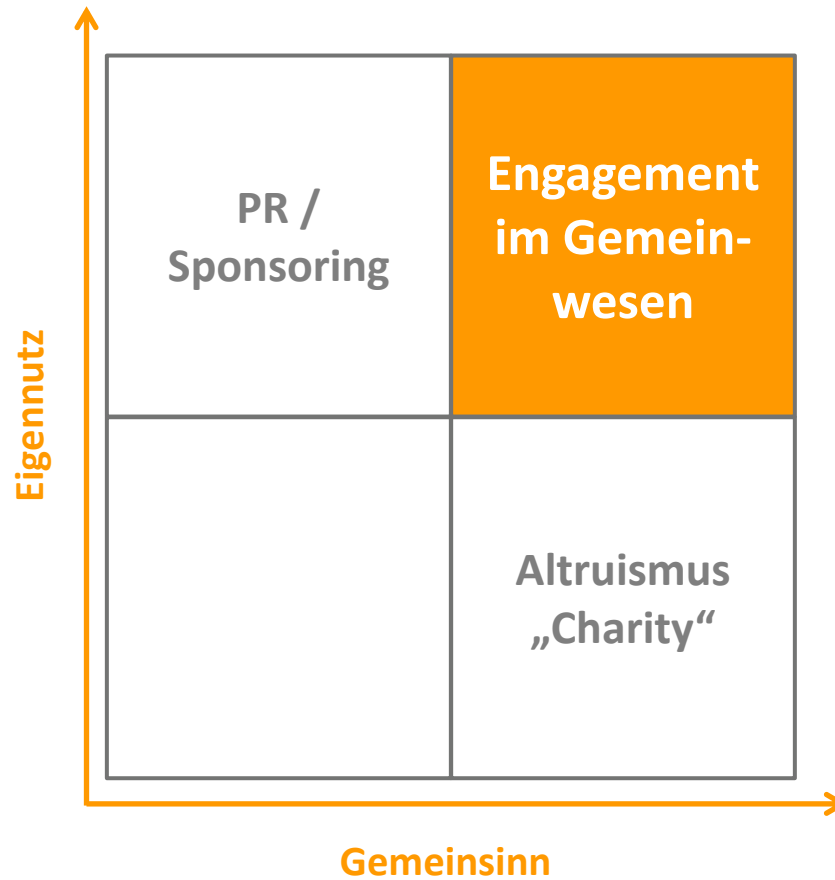 PR /
Sponsoring
Engagement
im Gemein-
wesen
Eigennutz
Altruismus
„Charity“
Gemeinsinn